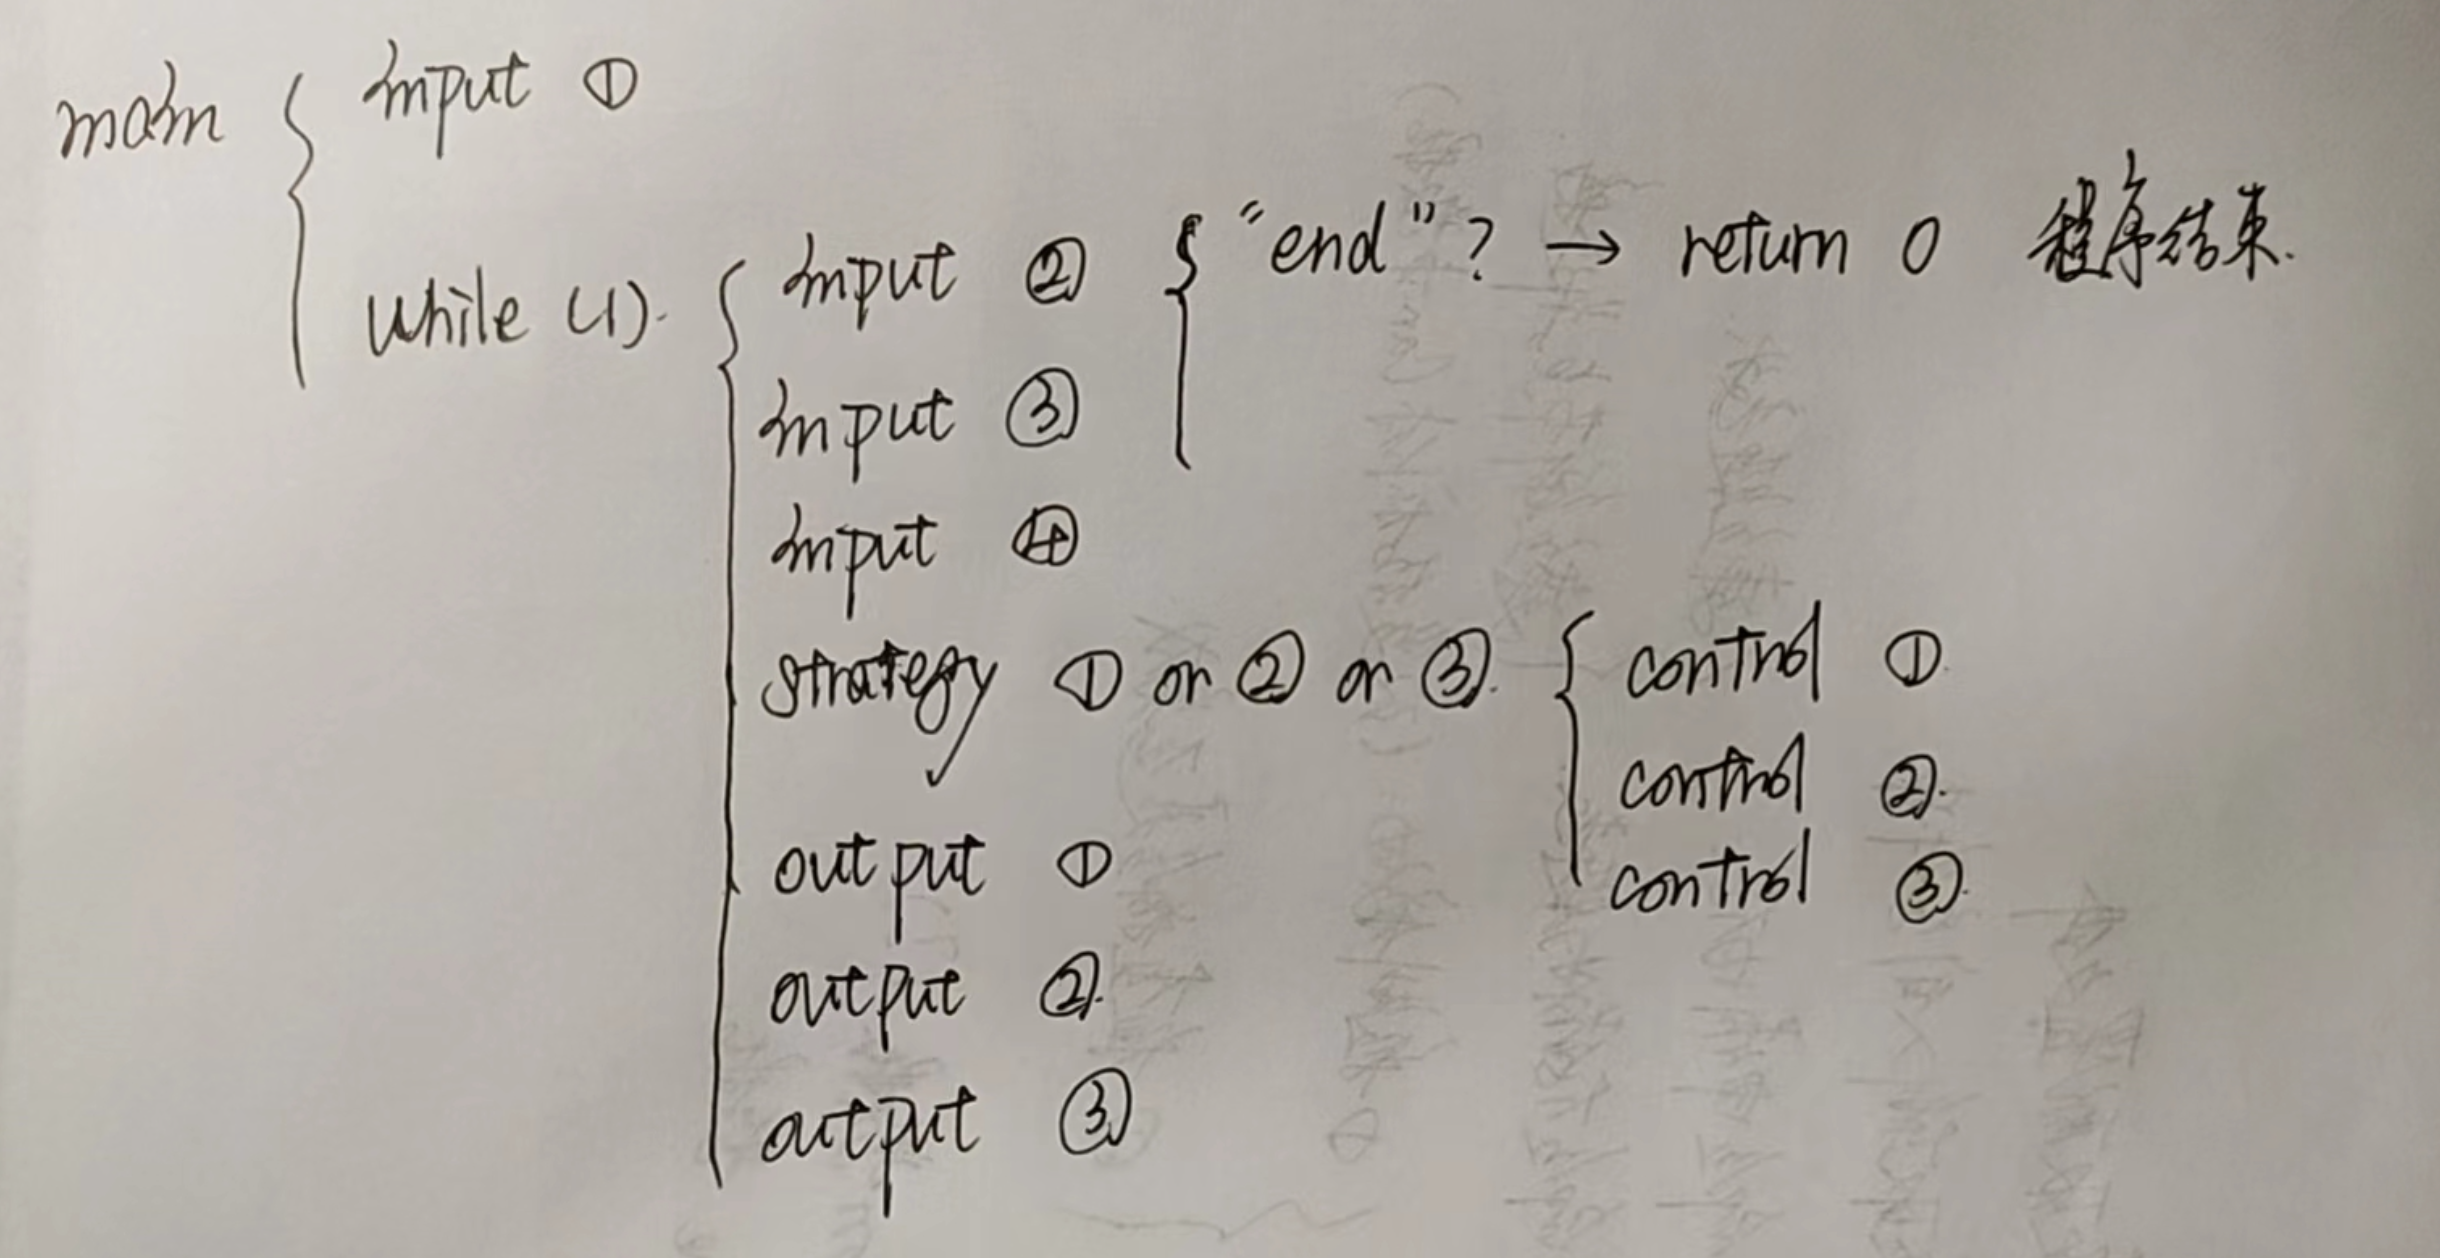 main { input ①
while (1). { input ② { "end"? → return 0 程序结束.
input ③
input ④
strategy ① or ② or ③. { control ①
control ②.
control ③.
output ①
output ②.
output ③